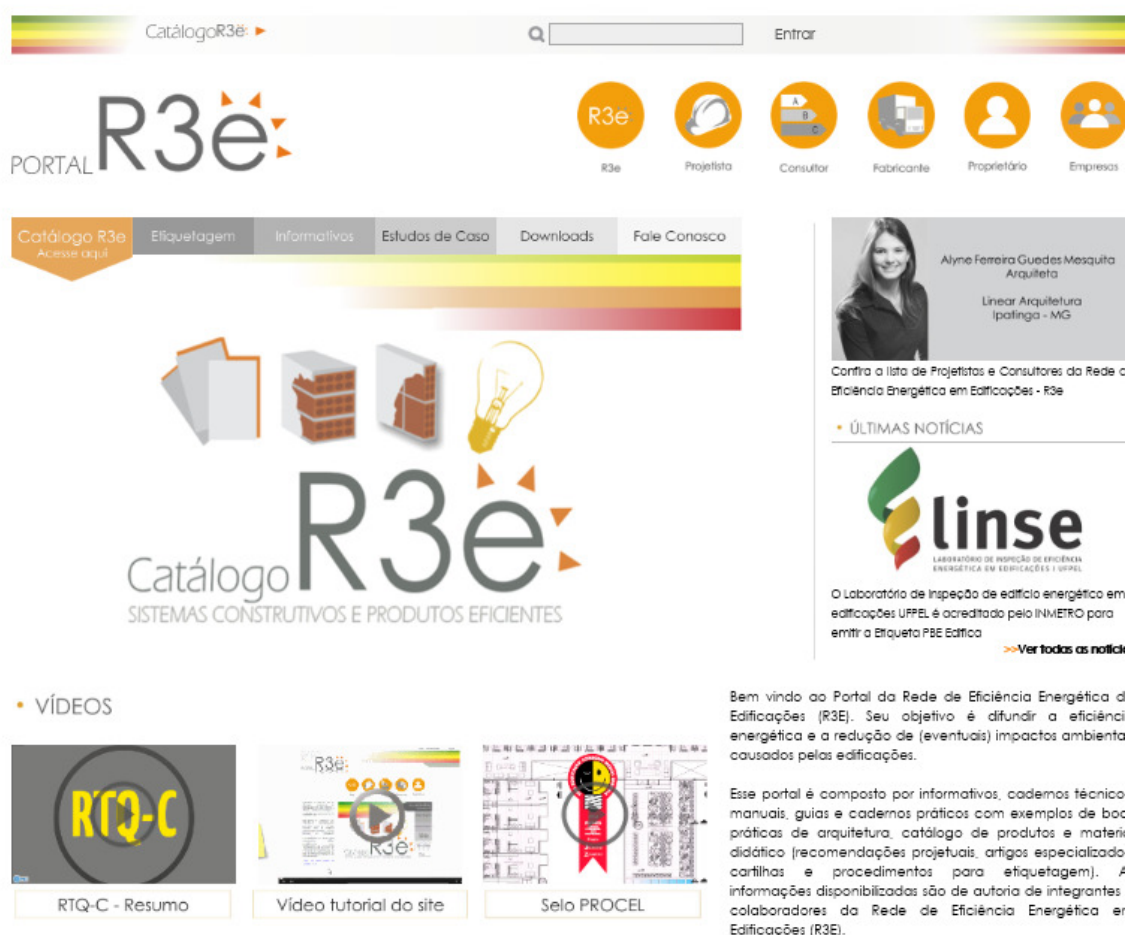 CatálogoR3ë:
Entrar
PORTAL R3ë:
R3e
A
B
C
R3e
Projetista
Consultor
Fabricante
Proprietário
Empresas
Catálogo R3e
Acesse aqui
Etiquetagem
Informativos
Estudos de Caso
Downloads
Fale Conosco
Alyne Ferreira Guedes Mesquita
Arquiteta
Linear Arquitetura
Ipatinga - MG
Confira a lista de Projetistas e Consultores da Rede
Eficiência Energética em Edificações - R3e
• ÚLTIMAS NOTÍCIAS
linse
LABORATÓRIO DE INSPEÇÃO DE EFICIÊNCIA
ENERGÉTICA EM EDIFICAÇÕES | UFPEL
O Laboratório de inspeção de edifício energético em
edificações UFPEL é acreditado pelo INMETRO para
emitir a Etiqueta PBE Edifica
>>Ver todas as notíci
Catálogo R3ë:
SISTEMAS CONSTRUTIVOS E PRODUTOS EFICIENTES
• VÍDEOS
RTQ-C
R3ë:
R3ë:
RTQ-C - Resumo
Vídeo tutorial do site
Selo PROCEL
Bem vindo ao Portal da Rede de Eficiência Energética d
Edificações (R3E). Seu objetivo é difundir a eficiênci
energética e a redução de (eventuais) impactos ambienta
causados pelas edificações.
Esse portal é composto por informativos, cadernos técnico
manuais, guias e cadernos práticos com exemplos de boa
práticas de arquitetura, catálogo de produtos e materi
didático (recomendações projetuais, artigos especializado
cartilhas e procedimentos para etiquetagem). A
informações disponibilizadas são de autoria de integrantes
colaboradores da Rede de Eficiência Energética e
Edificações (R3E).